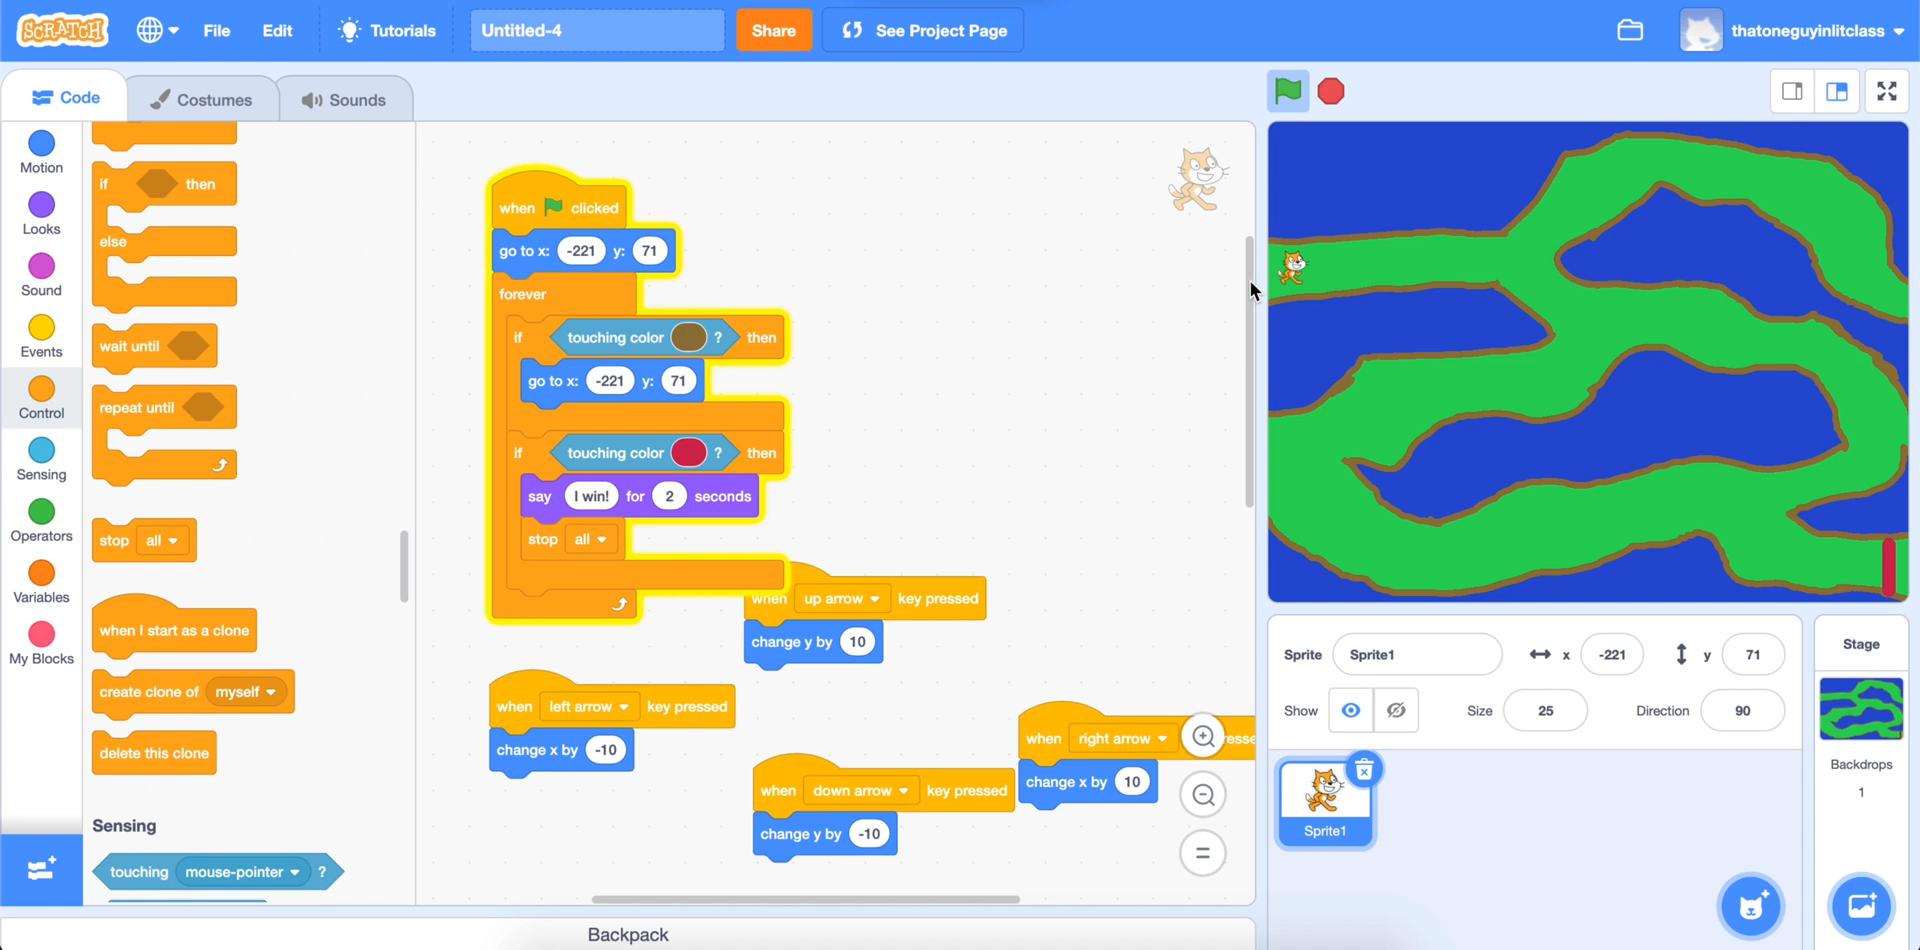 SCRATCH File Edit Tutorials Untitled-4 Share See Project Page thatoneguyinlitclass
Code Costumes Sounds
Motion
Looks
Sound
Events
Control
Sensing
Operators
Variables
My Blocks
if then
else
wait until
repeat until
stop all
when I start as a clone
create clone of myself
delete this clone
Sensing
touching mouse-pointer ?
when clicked
go to x: -221 y: 71
forever
if touching color ? then
go to x: -221 y: 71
if touching color ? then
say I win! for 2 seconds
stop all
when up arrow key pressed
change y by 10
when left arrow key pressed
change x by -10
when down arrow key pressed
change y by -10
when right arrow
change x by 10
Backpack
Sprite Sprite1 x -221 y 71
Show Size 25 Direction 90
Sprite1
Stage
Backdrops
1